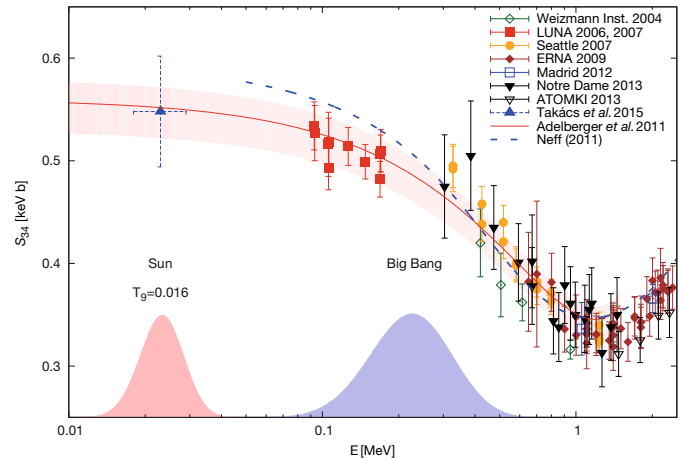 Weizmann Inst. 2004
LUNA 2006, 2007
Seattle 2007
ERNA 2009
Madrid 2012
Notre Dame 2013
ATOMKI 2013
Takács et al. 2015
Adelberger et al. 2011
Neff (2011)
0.6
0.5
0.4
0.3
S34 [keV b]
Sun
T9=0.016
Big Bang
0.01
0.1
1
E [MeV]